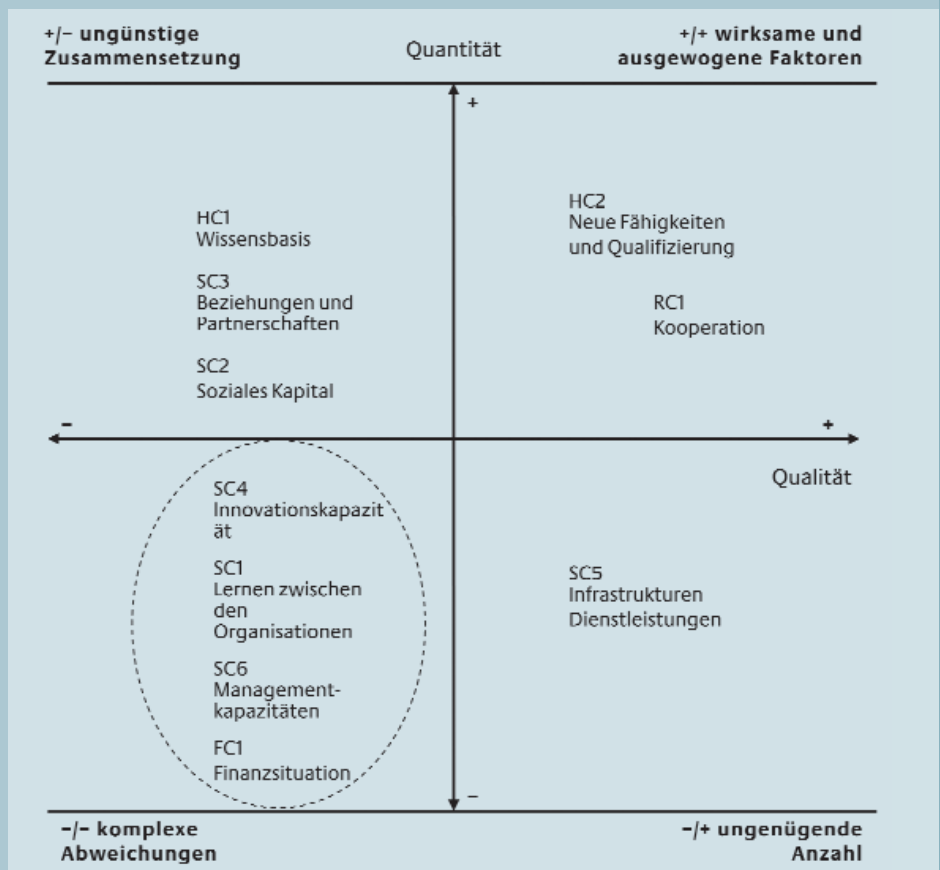 +/– ungünstige
Zusammensetzung
Quantität
+/+ wirksame und
ausgewogene Faktoren
+
HC1
Wissensbasis
SC3
Beziehungen und
Partnerschaften
SC2
Soziales Kapital
HC2
Neue Fähigkeiten
und Qualifizierung
RC1
Kooperation
–
+
Qualität
SC4
Innovationskapazit
ät
SC1
Lernen zwischen
den
Organisationen
SC6
Management-
kapazitäten
FC1
Finanzsituation
SC5
Infrastrukturen
Dienstleistungen
–
–/– komplexe
Abweichungen
–/+ ungenügende
Anzahl